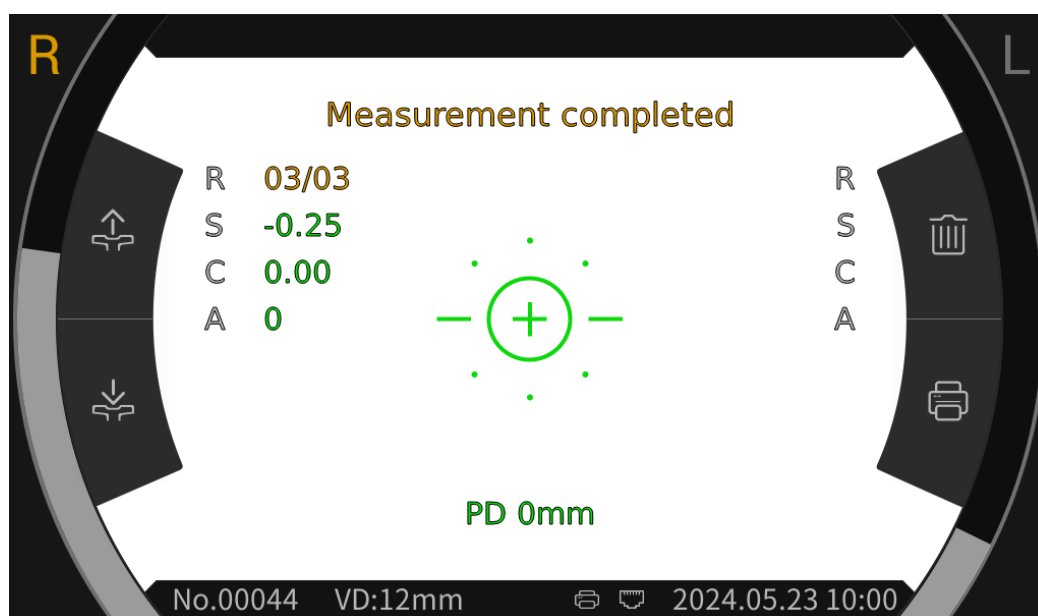 R L
Measurement completed
R 03/03 R
S -0.25 S
C 0.00 C
A 0 A
PD 0mm
No.00044 VD:12mm 2024.05.23 10:00